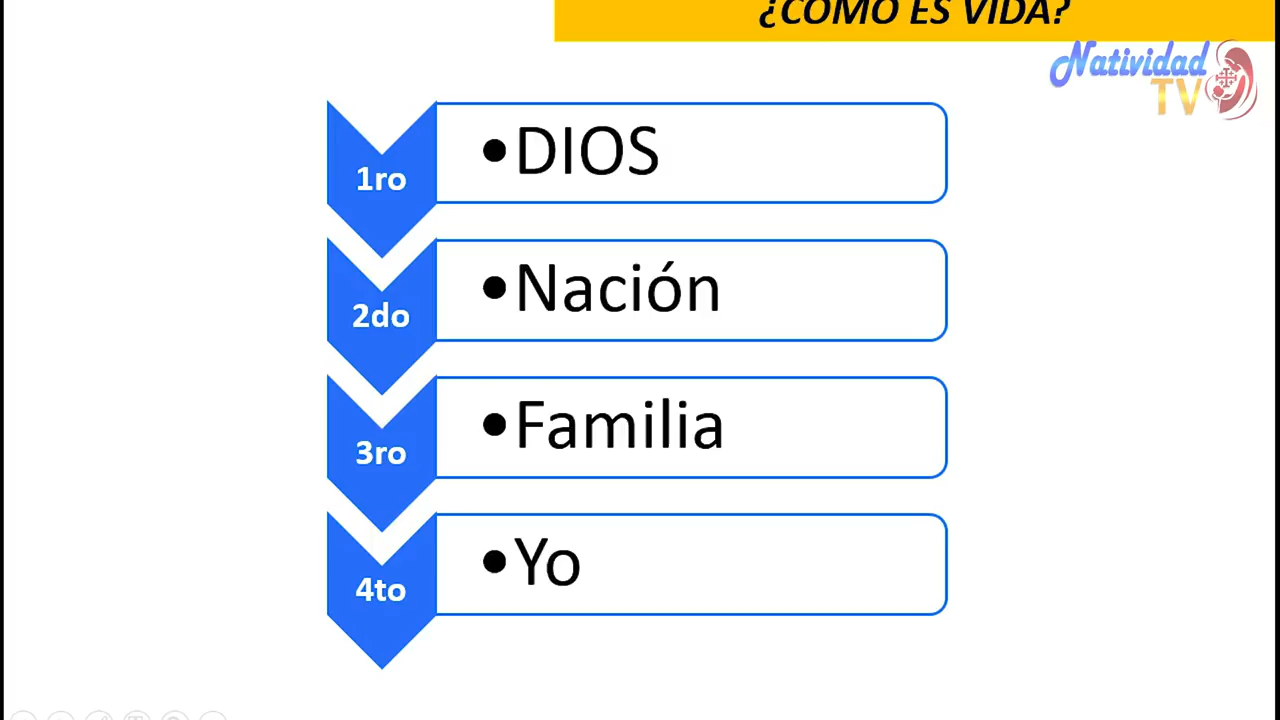 ¿COMO ES VIDA?
Natividad
TV
1ro
•DIOS
2do
•Nación
3ro
•Familia
4to
•Yo